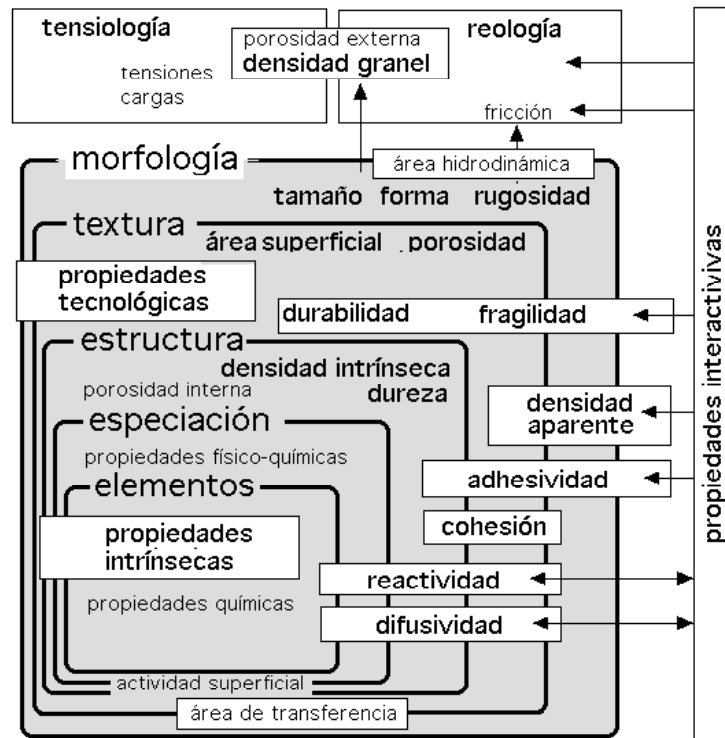 tensiología
porosidad externa
reología
densidad granel
tensiones
cargas
fricción
morfología
área hidrodinámica
tamaño forma rugosidad
textura
área superficial porosidad
propiedades
tecnológicas
durabilidad fragilidad
estructura
densidad intrínseca
dureza
porosidad interna
densidad
aparente
especiación
propiedades físico-químicas
adhesividad
elementos
cohesión
propiedades
intrínsecas
reactividad
propiedades químicas
difusividad
actividad superficial
área de transferencia
propiedades interactivivas